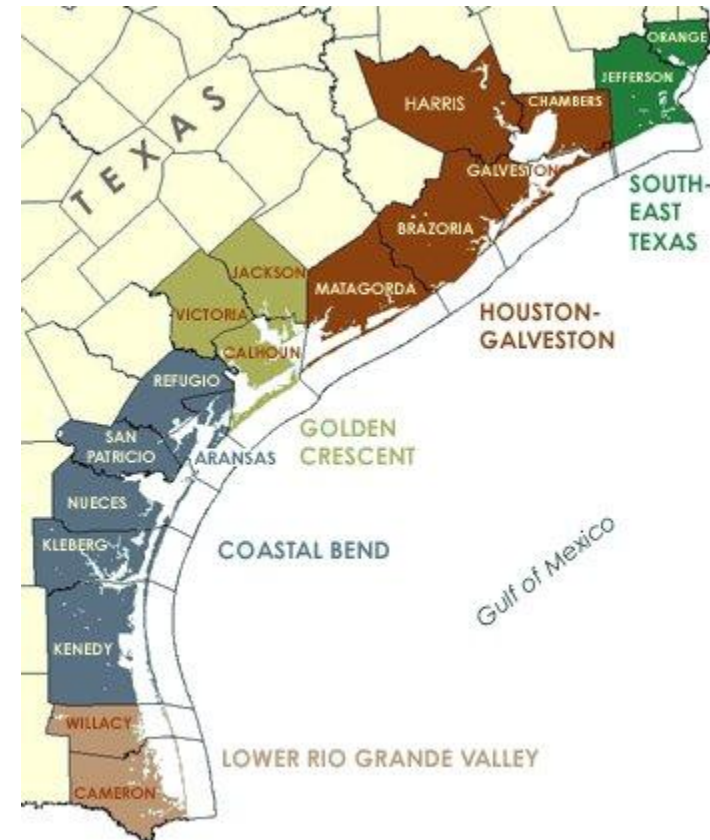 ORANGE
JEFFERSON
HARRIS
CHAMBERS
TEXAS
GALVESTON
SOUTH-
EAST
TEXAS
BRAZORIA
JACKSON
MATAGORDA
VICTORIA
HOUSTON-
GALVESTON
CALHOUN
REFUGIO
GOLDEN
CRESCENT
SAN
PATRICIO
ARANSAS
NUECES
KLEBERG
COASTAL BEND
Gulf of Mexico
KENEDY
WILLACY
LOWER RIO GRANDE VALLEY
CAMERON